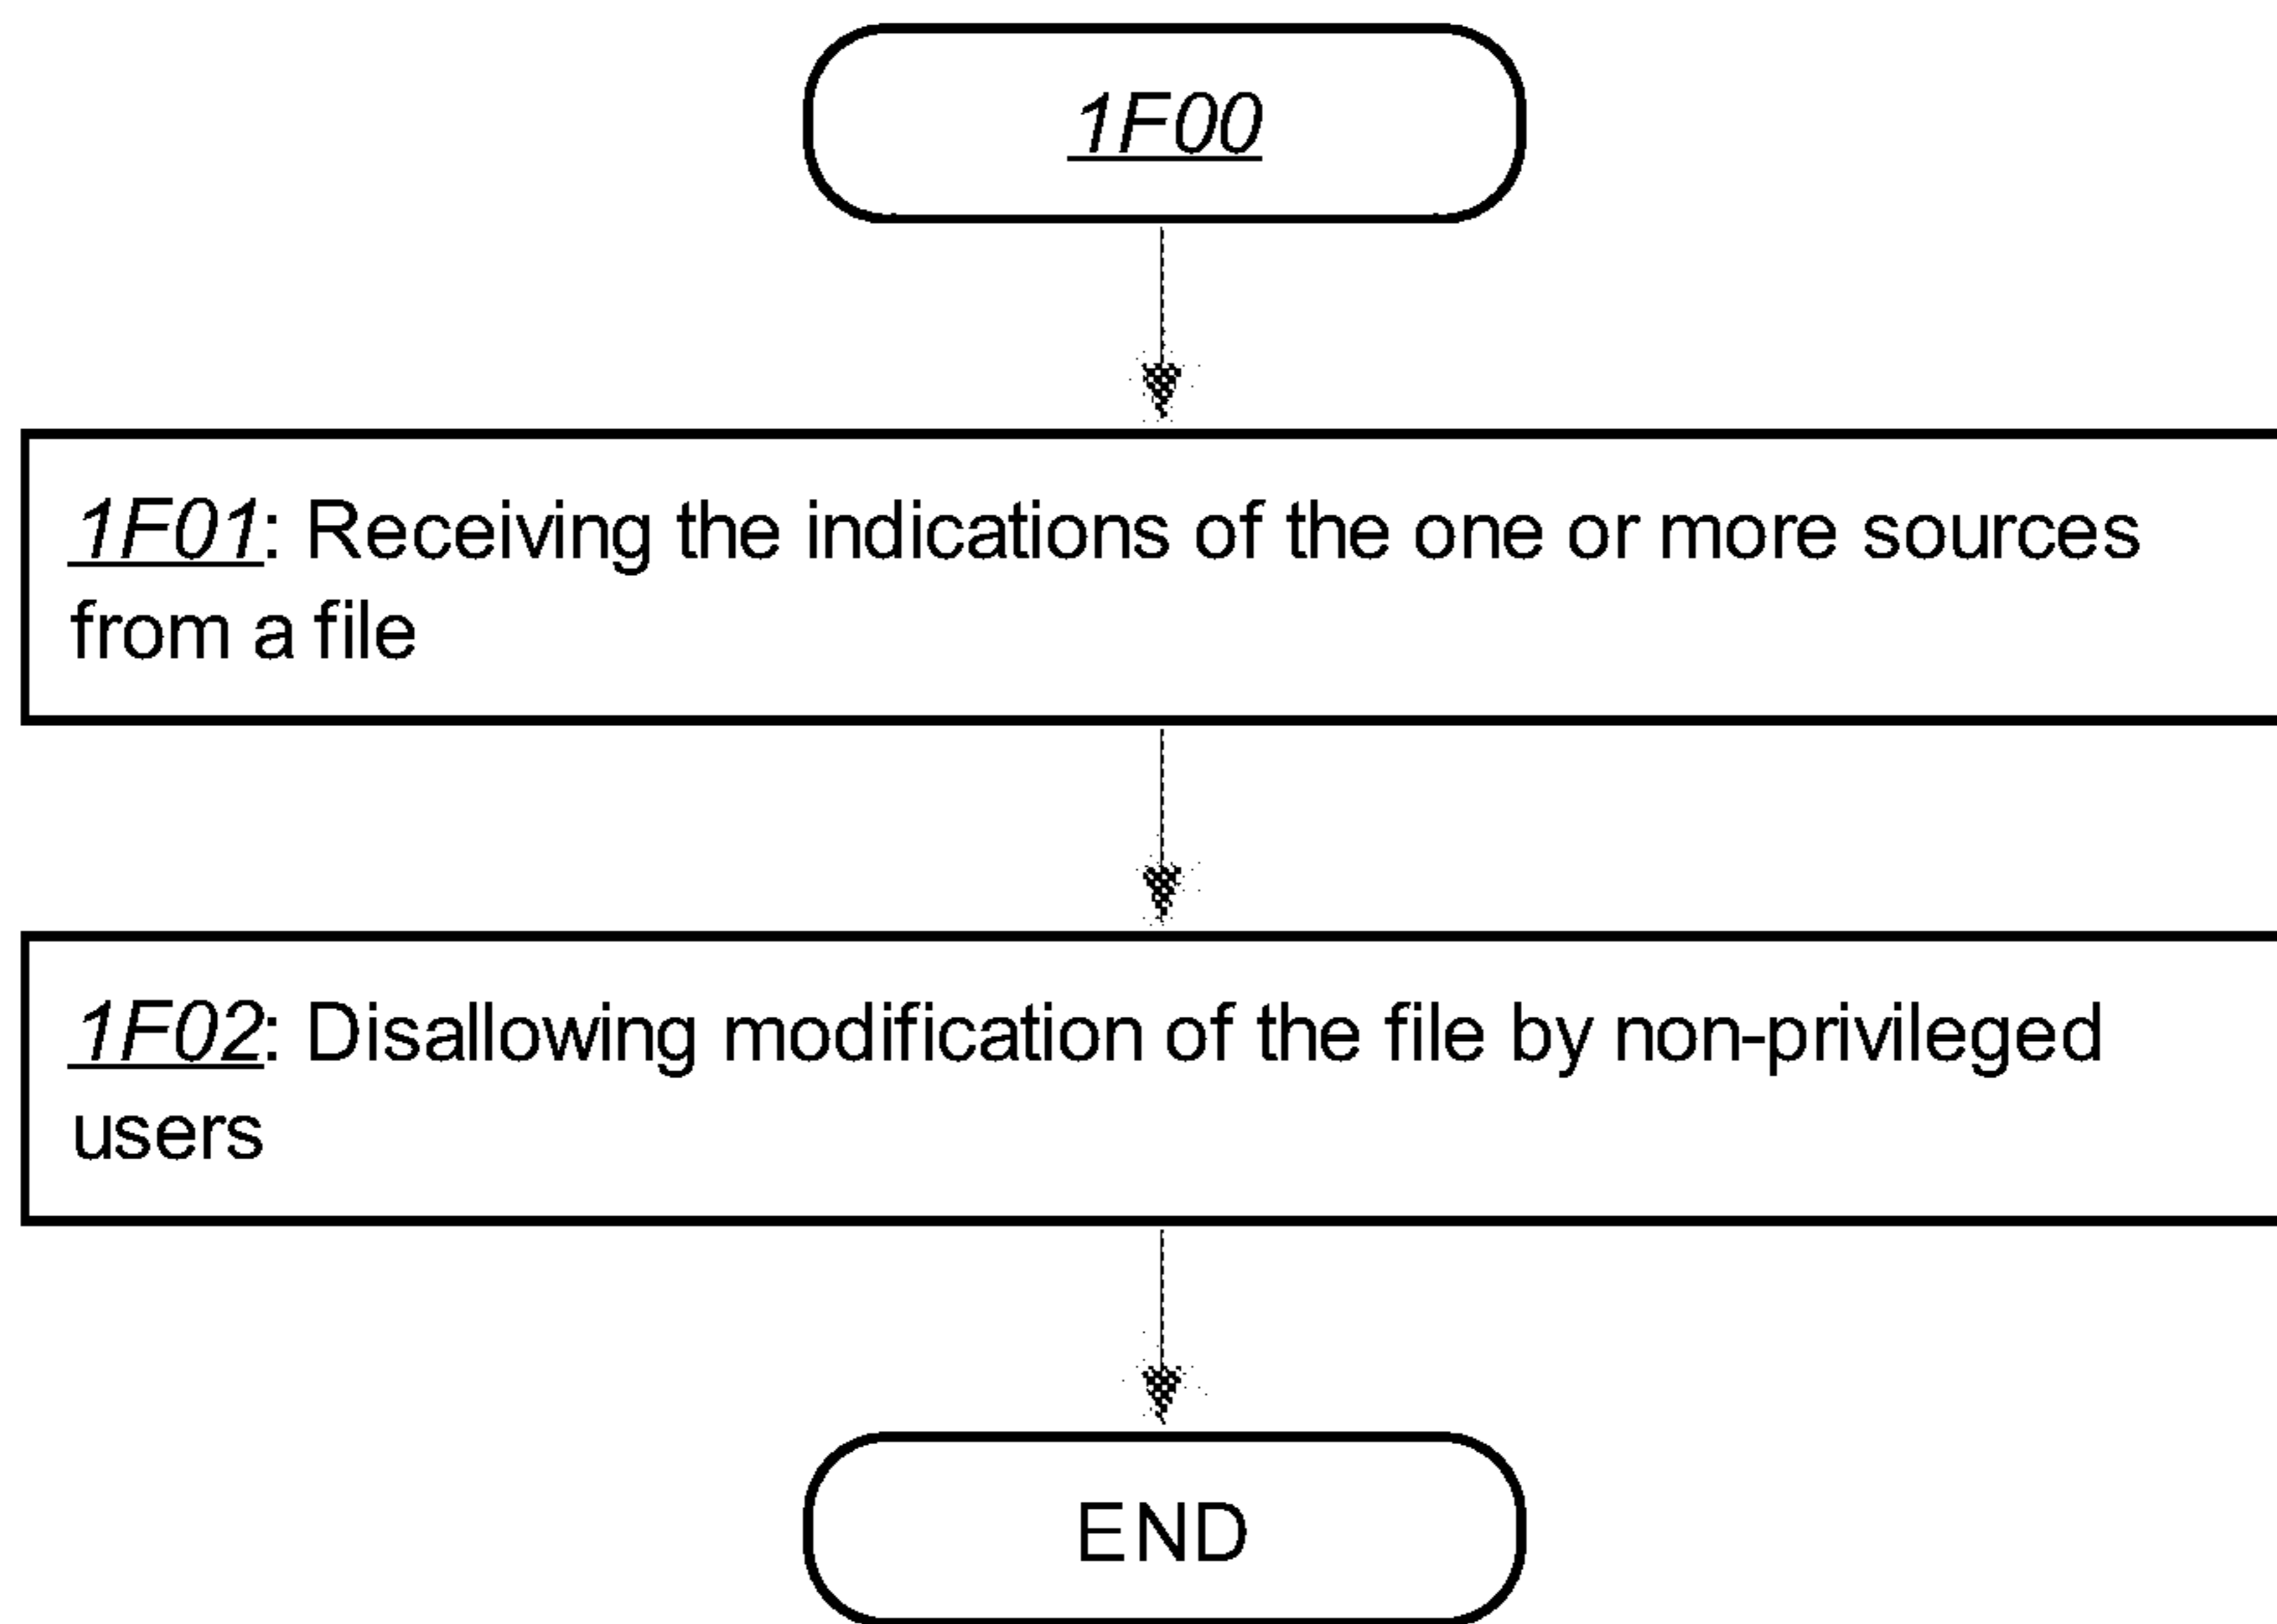 1F00
1F01: Receiving the indications of the one or more sources
from a file
1F02: Disallowing modification of the file by non-privileged
users
END